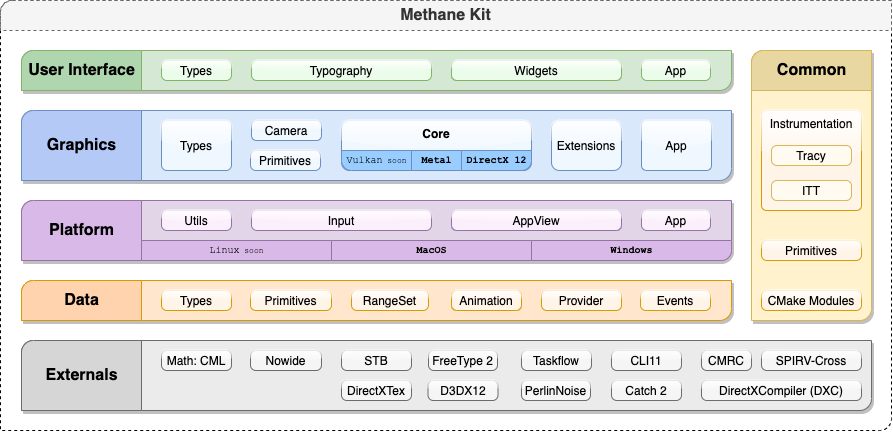 Methane Kit
User Interface
Types
Typography
Widgets
App
Common
Graphics
Types
Camera
Primitives
Core
Vulkan soon
Metal
DirectX 12
Extensions
App
Instrumentation
Tracy
ITT
Primitives
CMake Modules
Platform
Utils
Input
AppView
App
Linux soon
MacOS
Windows
Data
Types
Primitives
RangeSet
Animation
Provider
Events
Externals
Math: CML
Nowide
STB
FreeType 2
Taskflow
CLI11
CMRC
SPIRV-Cross
DirectXTex
D3DX12
PerlinNoise
Catch 2
DirectXCompiler (DXC)